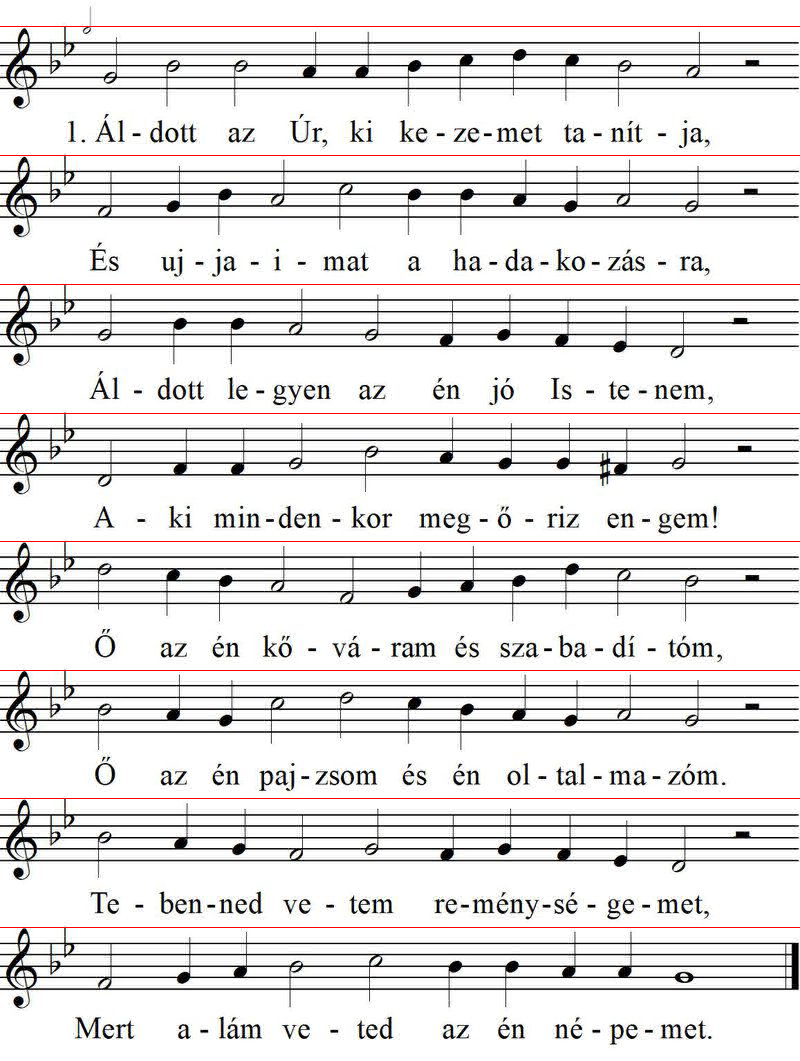 1. Ál - dott az Úr, ki ke - ze - met ta - nít - ja,
És uj - ja - i - mat a ha - da - ko - zás - ra,
Ál - dott le - gyen az én jó Is - te - nem,
A - ki min - den - kor meg - ő - riz en - gem!
Ő az én kő - vá - ram és sza - ba - dí - tóm,
Ő az én paj - zsom és én ol - tal - ma - zóm.
Te - ben - ned ve - tem re - mény - sé - ge - met,
Mert a - lám ve - ted az én né - pe - met.